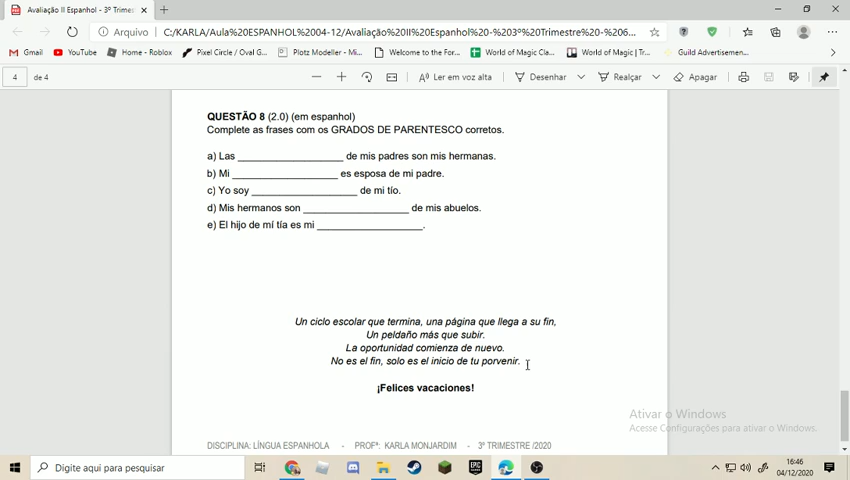 Avaliação II Espanhol - 3º Trimes
Arquivo
C:/KARLA/Aula%20ESPANHOL%2004-12/Avaliação%20II%20Espanhol%20-%203º%20Trimestre%20-%206...
Gmail
YouTube
Home - Roblox
Pixel Circle / Oval G...
Plotz Modeller - Mi...
Welcome to the For...
World of Magic Cla...
World of Magic | Tr...
Guild Advertisemen...
4 de 4
Ler em voz alta
Desenhar
Realçar
Apagar
QUESTÃO 8 (2.0) (em espanhol)
Complete as frases com os GRADOS DE PARENTESCO corretos.
a) Las ____________________ de mis padres son mis hermanas.
b) Mi ____________________ es esposa de mi padre.
c) Yo soy ____________________ de mi tío.
d) Mis hermanos son ____________________ de mis abuelos.
e) El hijo de mí tía es mi ____________________.
Un ciclo escolar que termina, una página que llega a su fin,
Un peldaño más que subir.
La oportunidad comienza de nuevo.
No es el fin, solo es el inicio de tu porvenir.
¡Felices vacaciones!
Ativar o Windows
Acesse Configurações para ativar o Windows.
DISCIPLINA: LÍNGUA ESPANHOLA - PROFª: KARLA MONJARDIM - 3º TRIMESTRE /2020
Digite aqui para pesquisar
EPIC
16:46
04/12/2020